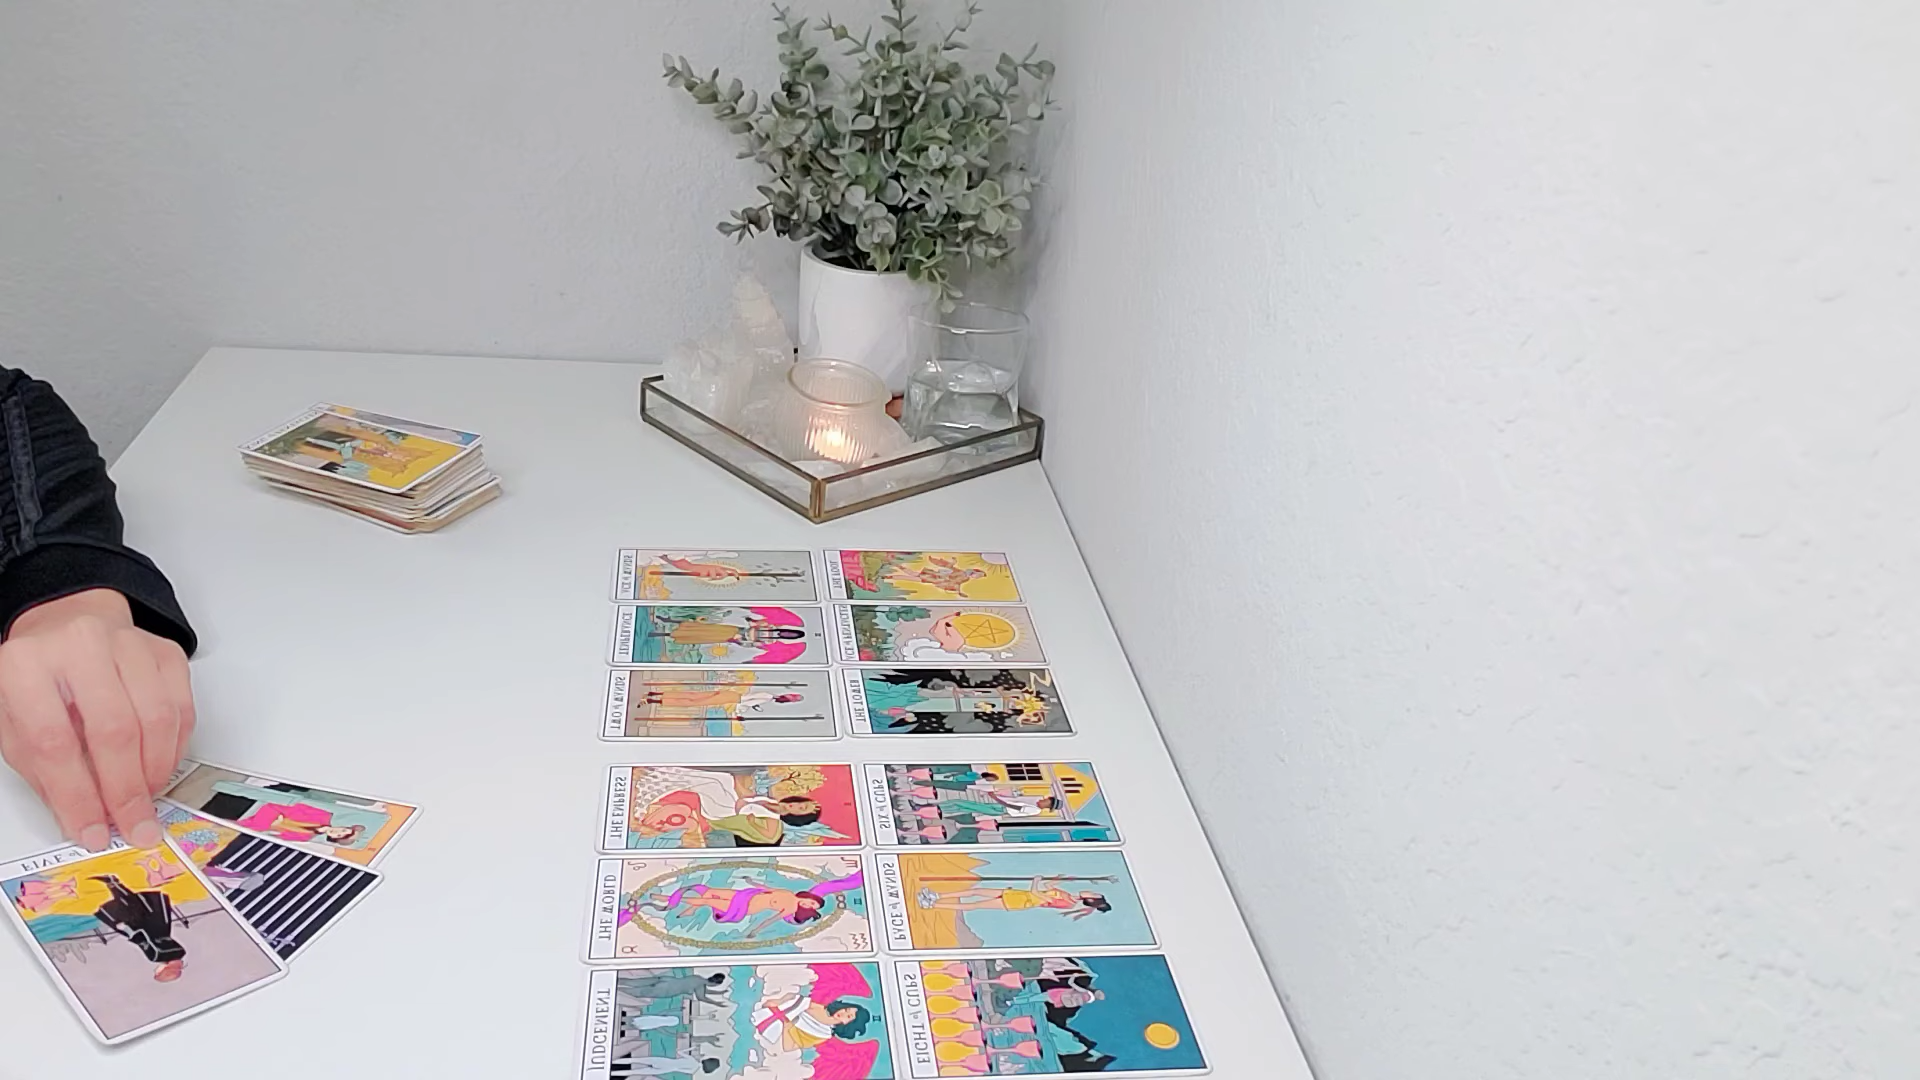 ACE of WANDS
THE FOOL
TEMPERANCE
ACE of PENTACLES
TWO of WANDS
THE TOWER
THE EMPRESS
SIX of CUPS
THE WORLD
PAGE of WANDS
JUDGEMENT
EIGHT of CUPS
FIVE of